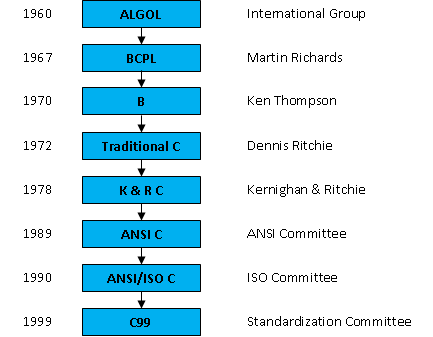 1960 ALGOL International Group
1967 BCPL Martin Richards
1970 B Ken Thompson
1972 Traditional C Dennis Ritchie
1978 K & R C Kernighan & Ritchie
1989 ANSI C ANSI Committee
1990 ANSI/ISO C ISO Committee
1999 C99 Standardization Committee